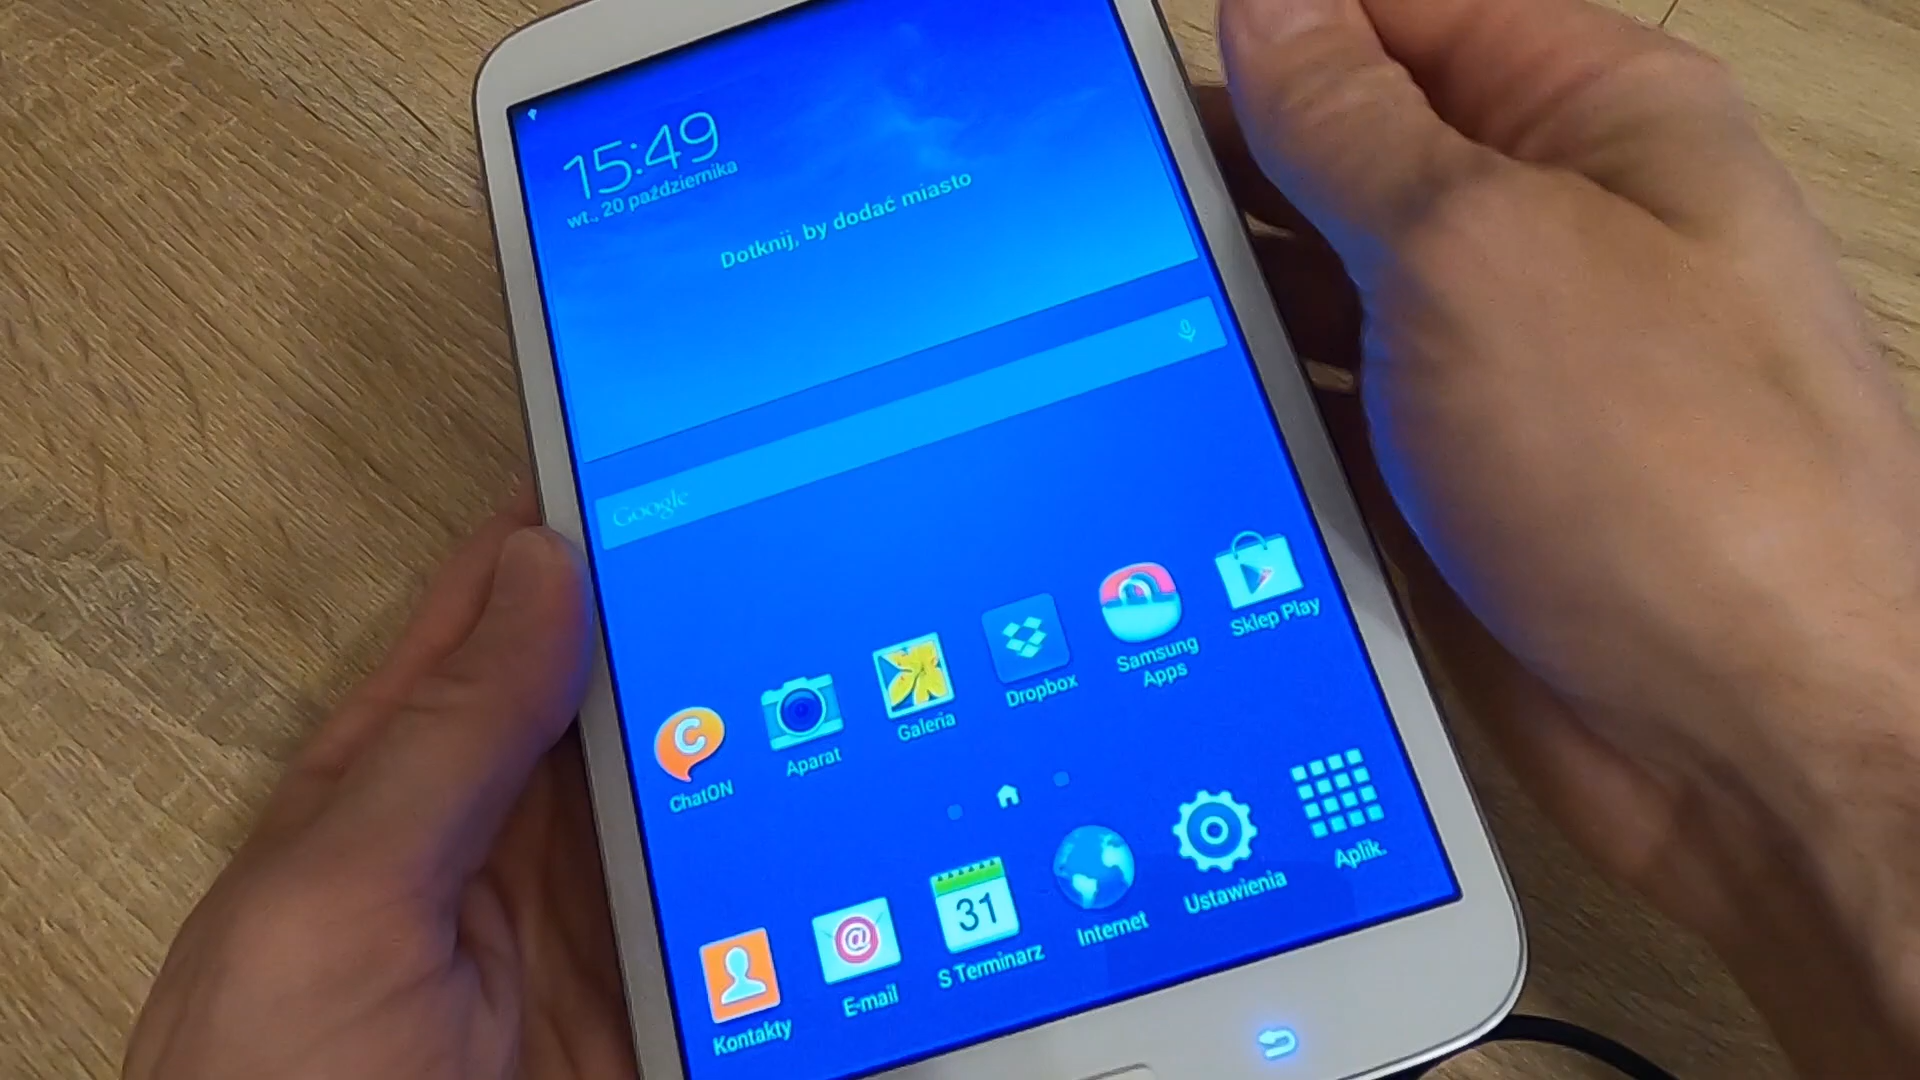 15:49
wt., 20 października
Dotknij, by dodać miasto
Google
ChatON
Aparat
Galeria
Dropbox
Samsung
Apps
Sklep Play
Kontakty
@
E-mail
31
S Terminarz
Internet
Ustawienia
Aplik.